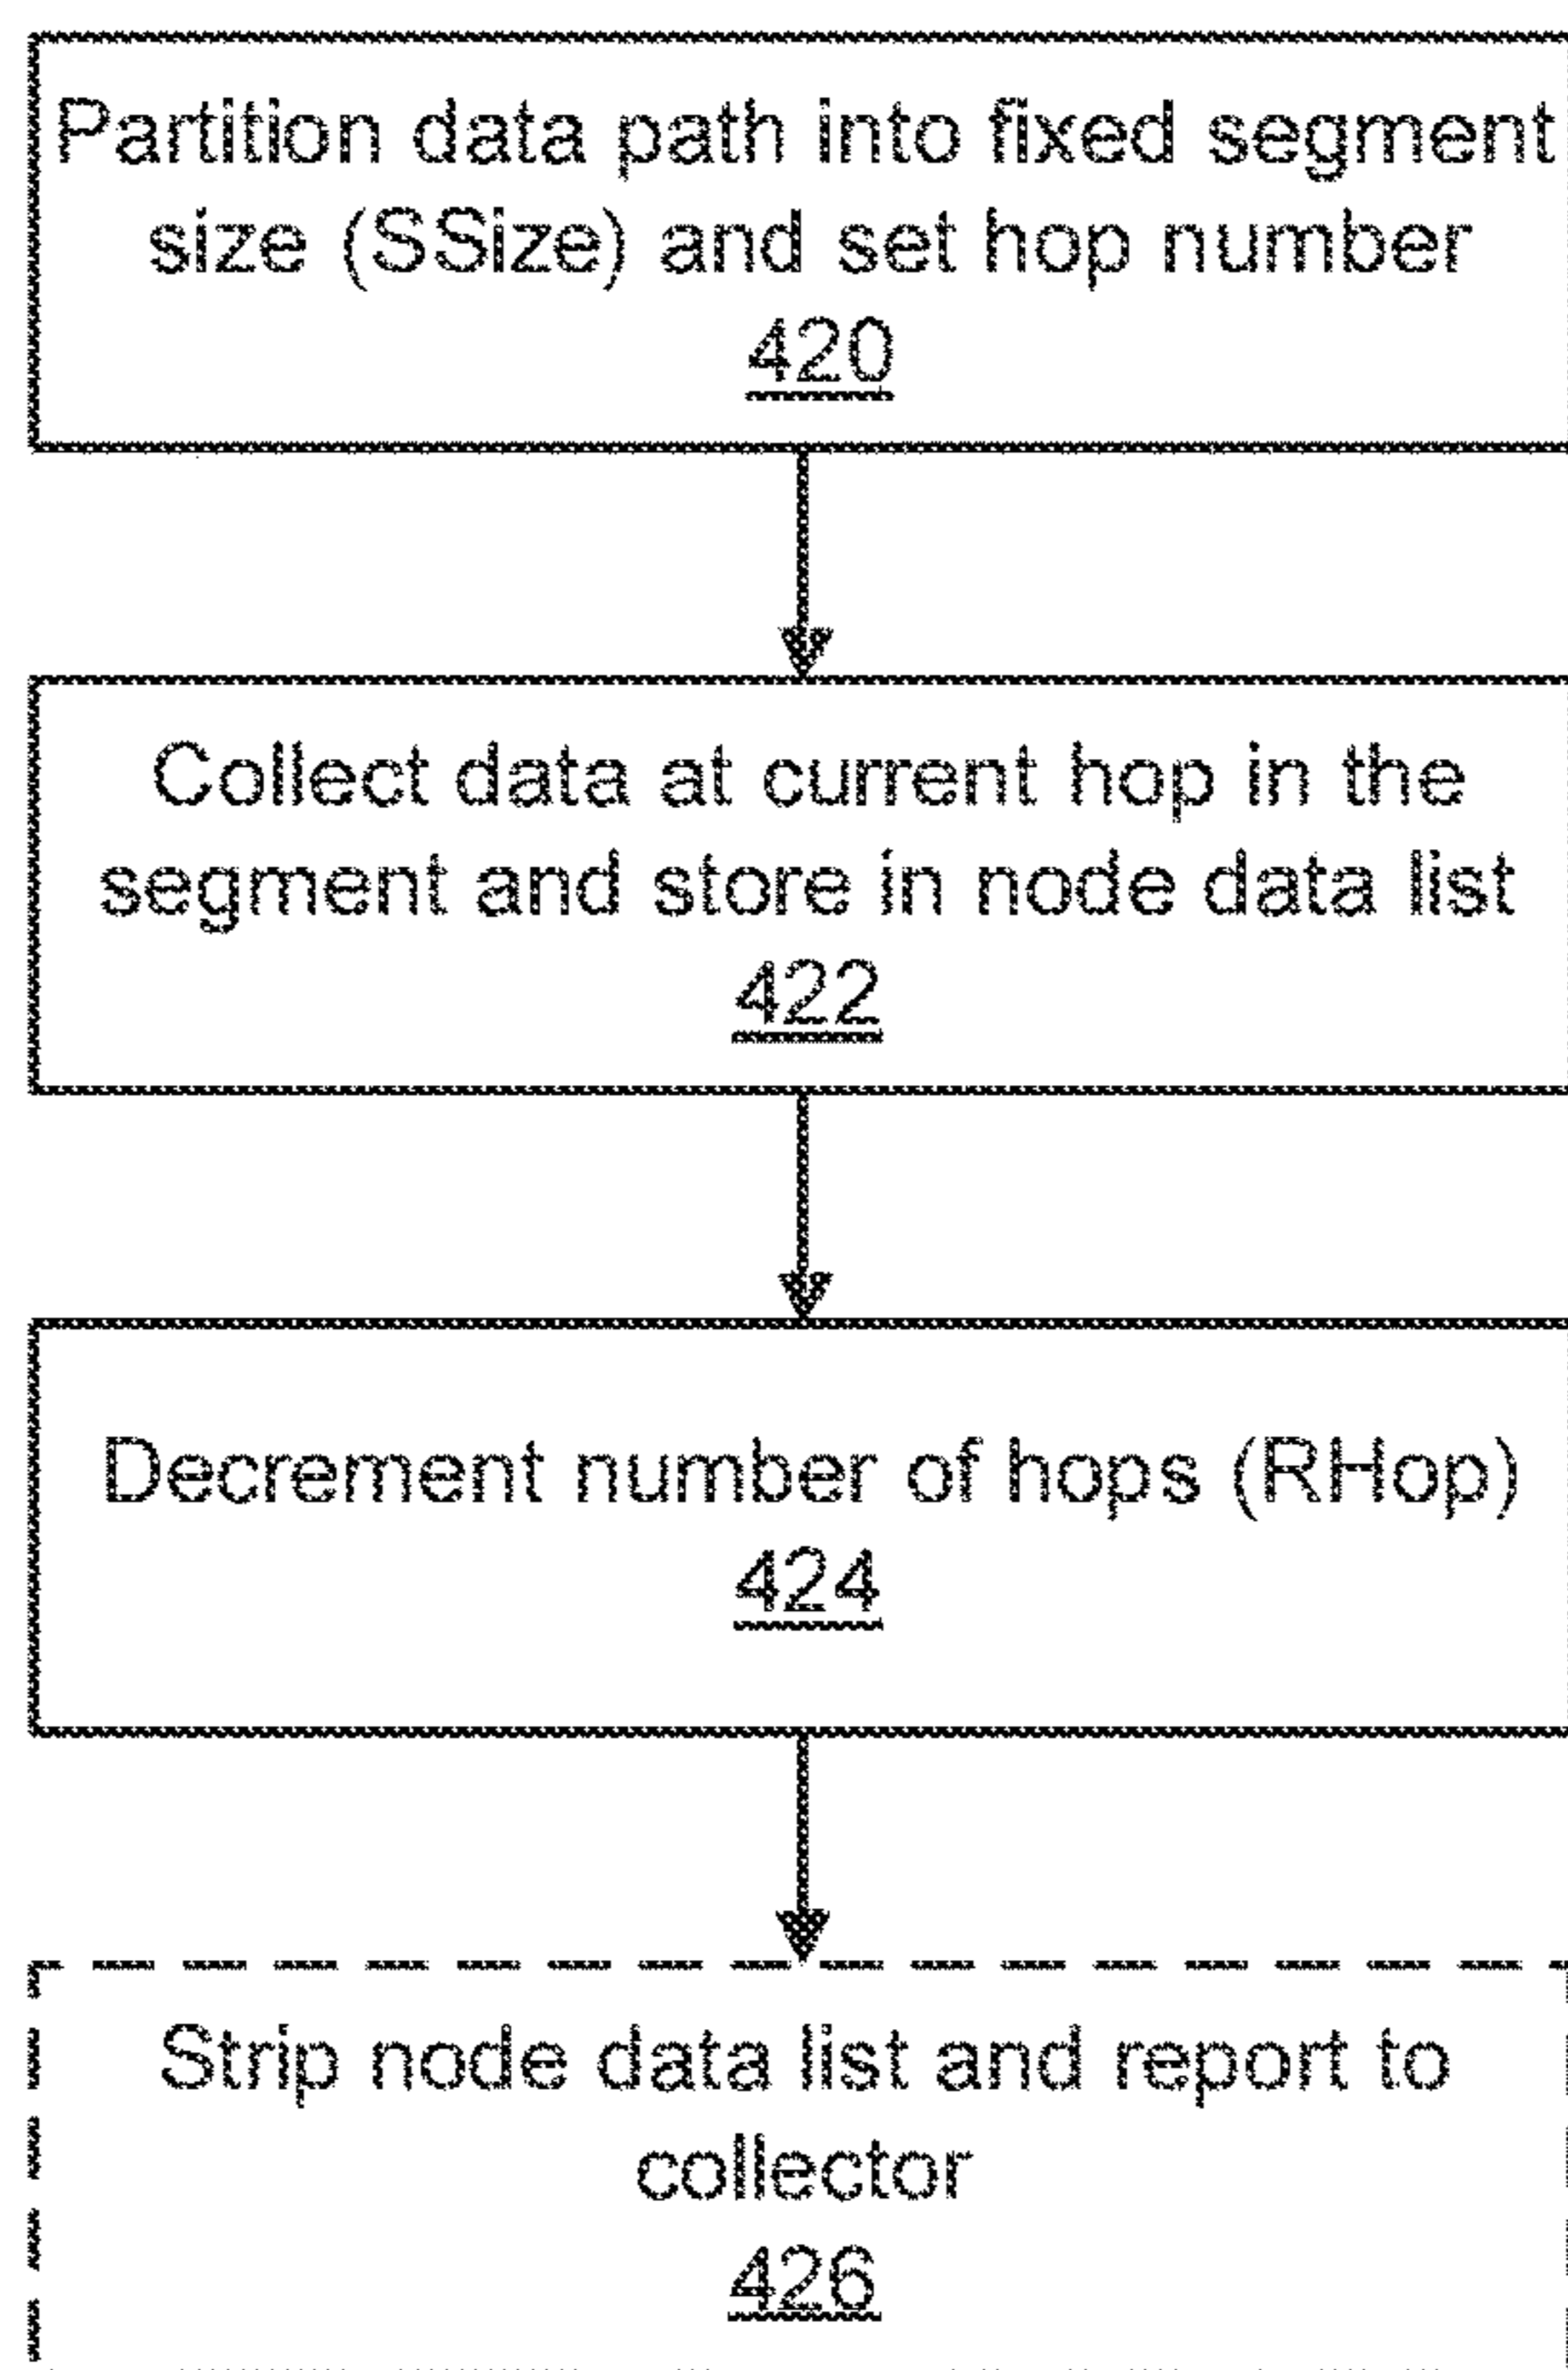 Partition data path into fixed segment
size (SSize) and set hop number
420
Collect data at current hop in the
segment and store in node data list
422
Decrement number of hops (RHop)
424
Strip node data list and report to
collector
426